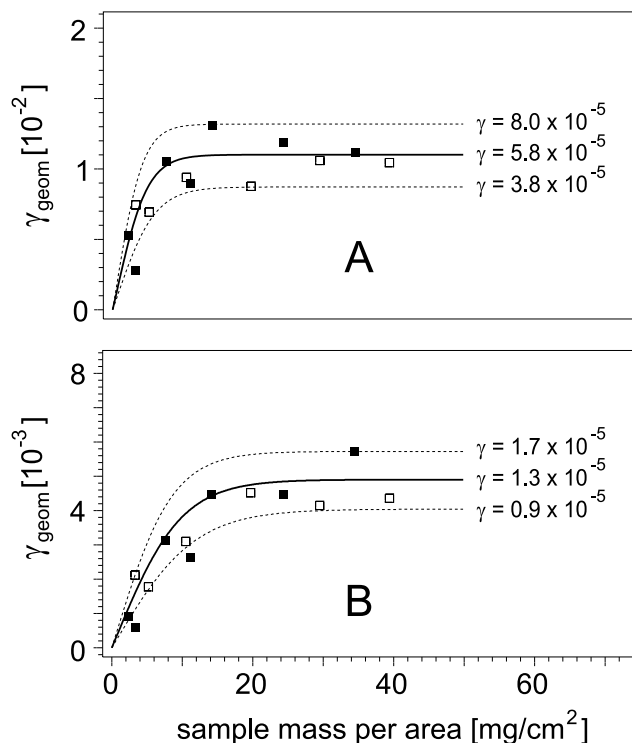 2
γgeom [10⁻²]
1
0
γ = 8.0 x 10⁻⁵
γ = 5.8 x 10⁻⁵
γ = 3.8 x 10⁻⁵
A
8
γgeom [10⁻³]
4
0
γ = 1.7 x 10⁻⁵
γ = 1.3 x 10⁻⁵
γ = 0.9 x 10⁻⁵
B
0 20 40 60
sample mass per area [mg/cm²]